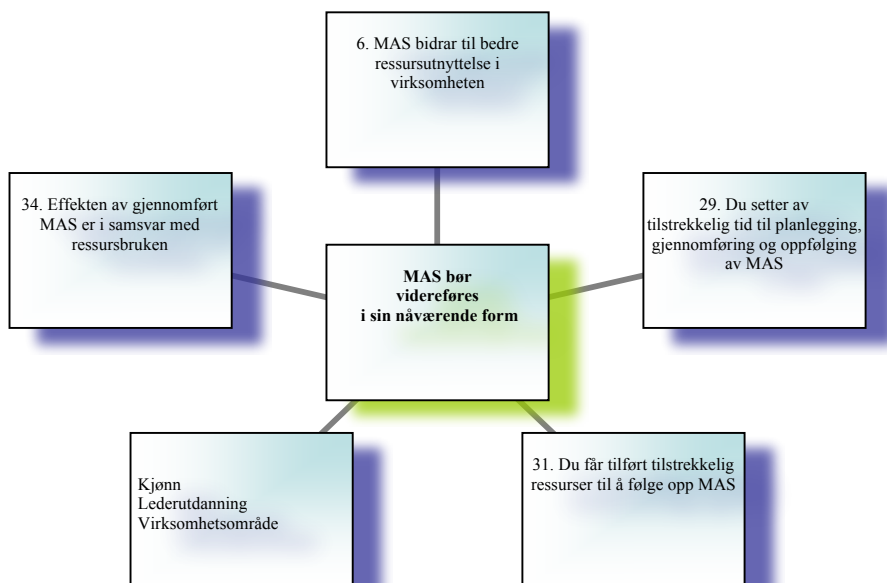 6. MAS bidrar til bedre
ressursutnyttelse i
virksomheten
34. Effekten av gjennomført
MAS er i samsvar med
ressursbruken
29. Du setter av
tilstrekkelig tid til planlegging,
gjennomføring og oppfølging
av MAS
MAS bør
videreføres
i sin nåværende form
Kjønn
Lederutdanning
Virksomhetsområde
31. Du får tilført tilstrekkelig
ressurser til å følge opp MAS